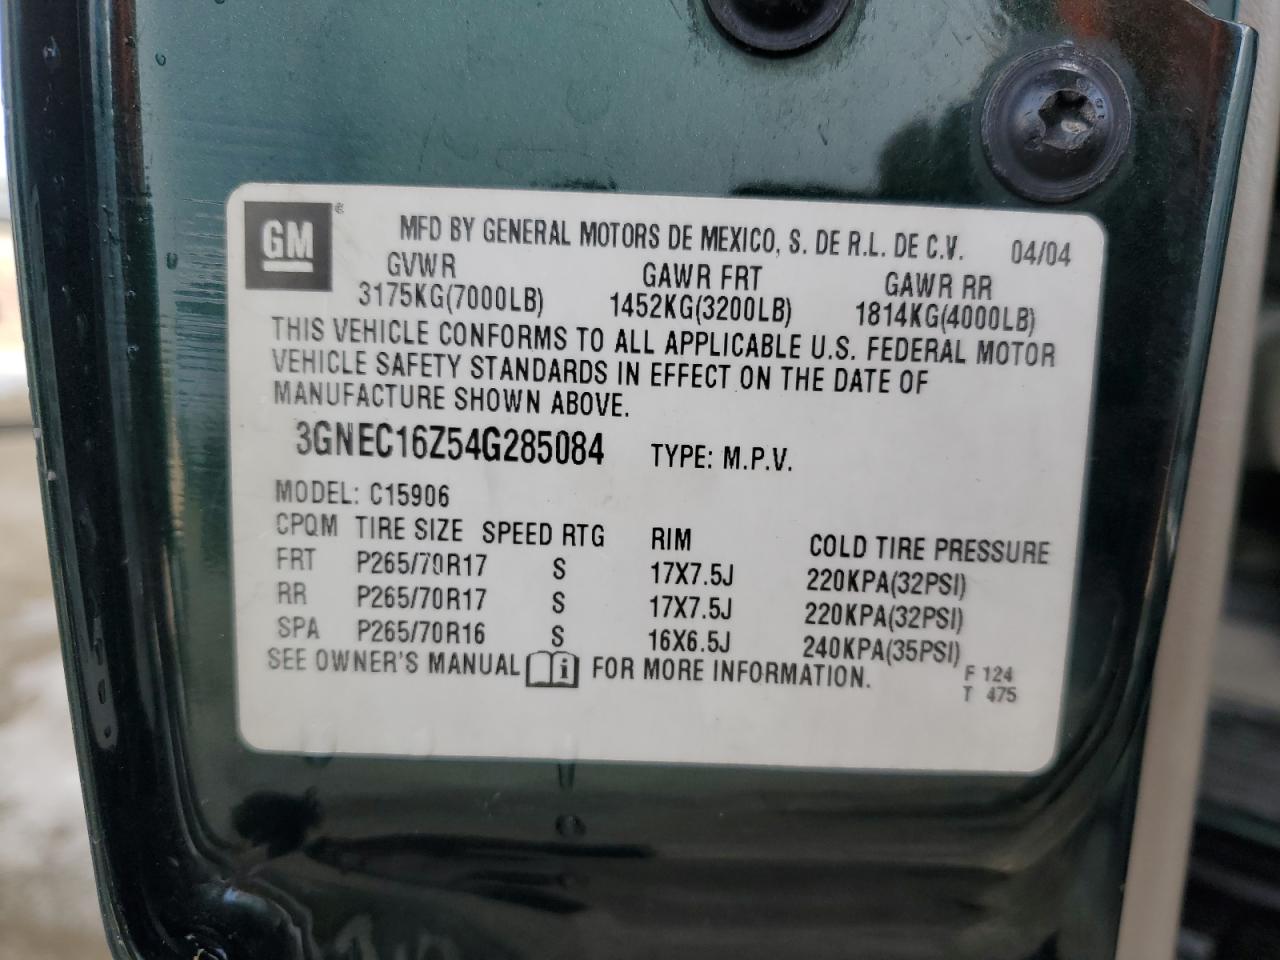 GM® MFD BY GENERAL MOTORS DE MEXICO, S. DE R.L. DE C.V. 04/04
GVWR GAWR FRT GAWR RR
3175KG(7000LB) 1452KG(3200LB) 1814KG(4000LB)
THIS VEHICLE CONFORMS TO ALL APPLICABLE U.S. FEDERAL MOTOR
VEHICLE SAFETY STANDARDS IN EFFECT ON THE DATE OF
MANUFACTURE SHOWN ABOVE.
3GNEC16Z54G285084 TYPE: M.P.V.
MODEL: C15906
CPQM TIRE SIZE SPEED RTG RIM COLD TIRE PRESSURE
FRT P265/70R17 S 17X7.5J 220KPA(32PSI)
RR P265/70R17 S 17X7.5J 220KPA(32PSI)
SPA P265/70R16 S 16X6.5J 240KPA(35PSI)
SEE OWNER'S MANUAL i FOR MORE INFORMATION. F 124
T 475